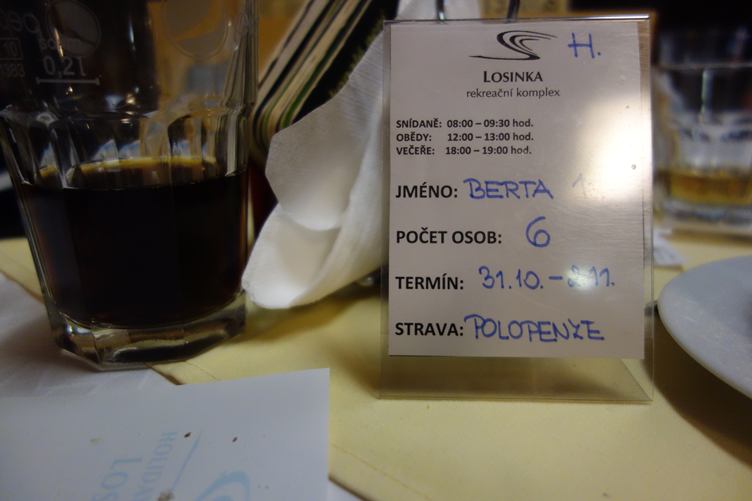 0,2l
H.
LOSINKA
rekreační komplex
SNÍDANĚ: 08:00 – 09:30 hod.
OBĚDY: 12:00 – 13:00 hod.
VEČEŘE: 18:00 – 19:00 hod.
JMÉNO: BERTA
POČET OSOB: 6
TERMÍN: 31.10. –
STRAVA: POLOPENZE